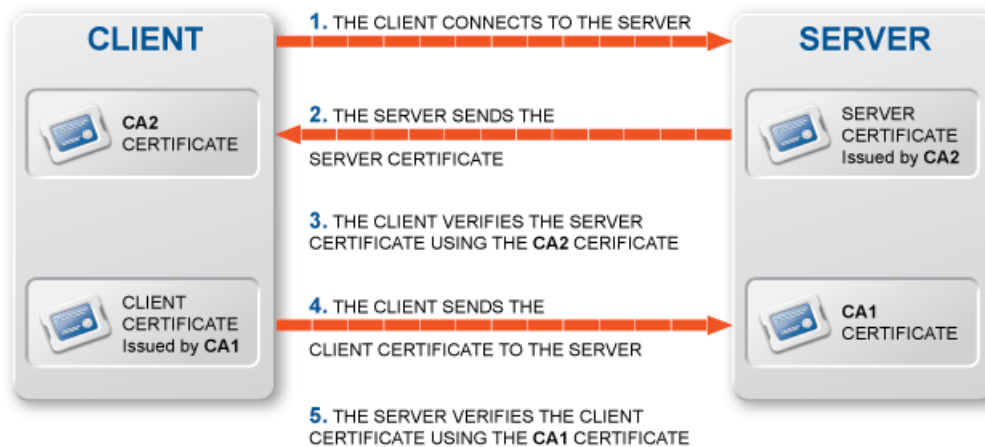 CLIENT
CA2
CERTIFICATE
CLIENT
CERTIFICATE
Issued by CA1
1. THE CLIENT CONNECTS TO THE SERVER
2. THE SERVER SENDS THE
SERVER CERTIFICATE
3. THE CLIENT VERIFIES THE SERVER
CERTIFICATE USING THE CA2 CERIFICATE
4. THE CLIENT SENDS THE
CLIENT CERTIFICATE TO THE SERVER
5. THE SERVER VERIFIES THE CLIENT
CERTIFICATE USING THE CA1 CERTIFICATE
SERVER
SERVER
CERTIFICATE
Issued by CA2
CA1
CERTIFICATE